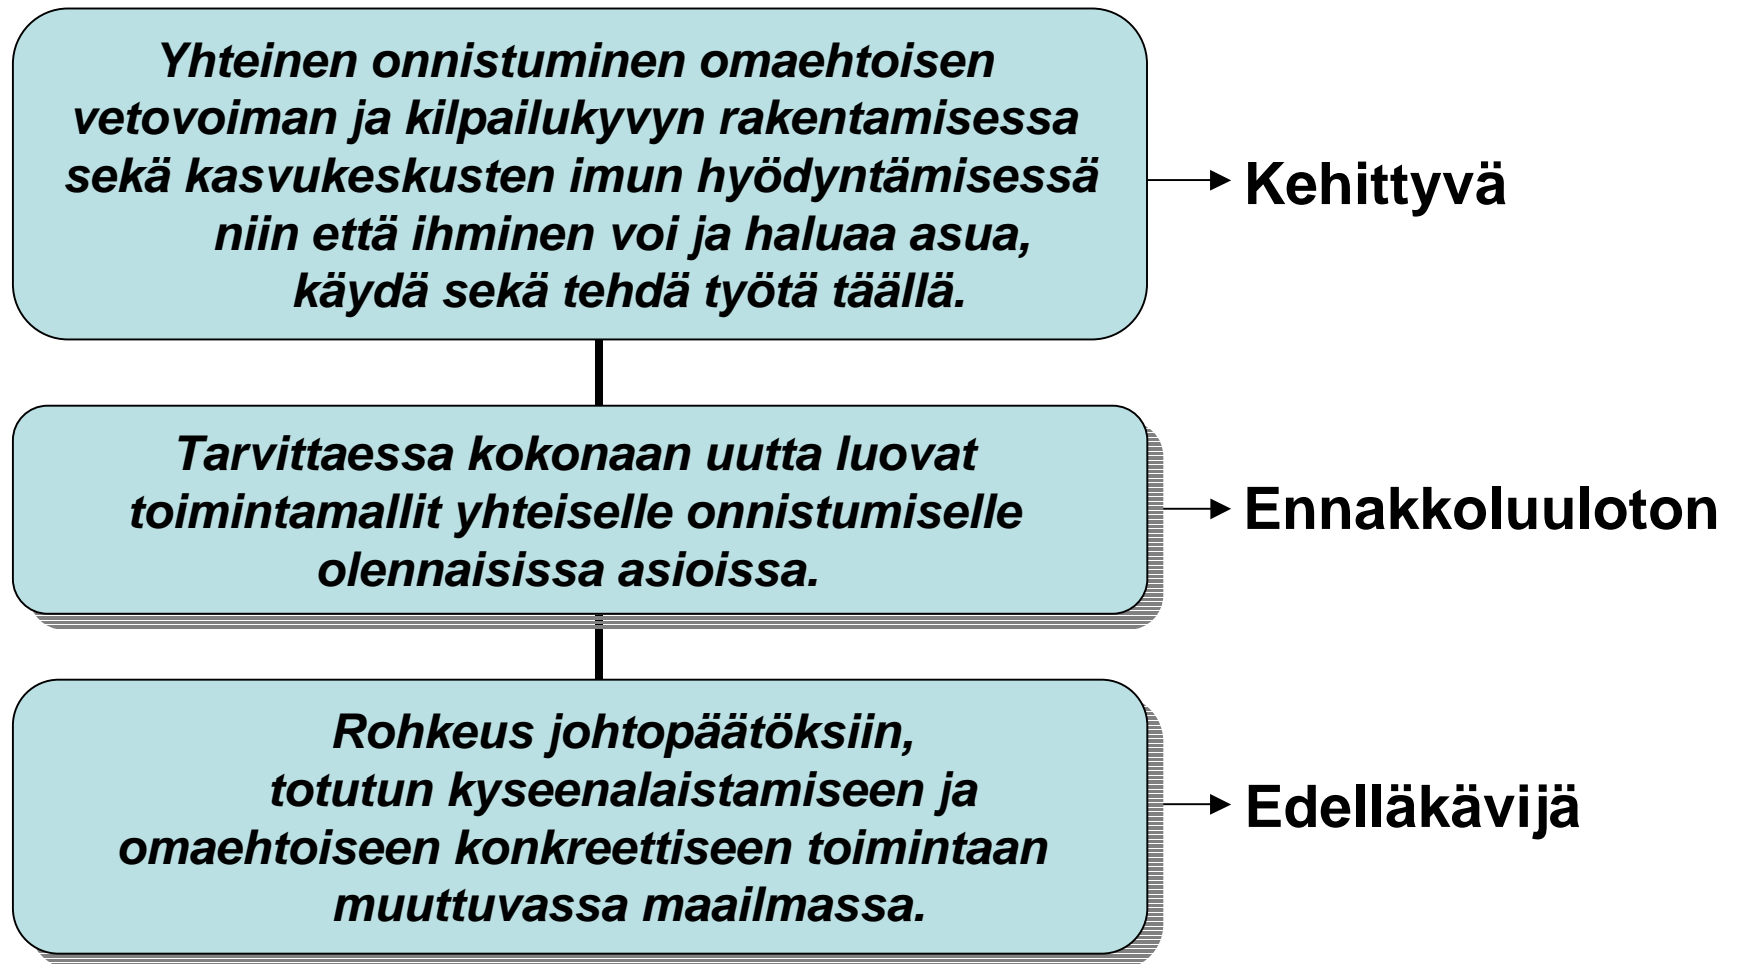 Yhteinen onnistuminen omaehtoisen
vetovoiman ja kilpailukyvyn rakentamisessa
sekä kasvukeskusten imun hyödyntämisessä
niin että ihminen voi ja haluaa asua,
käydä sekä tehdä työtä täällä.
Kehittyvä
Tarvittaessa kokonaan uutta luovat
toimintamallit yhteiselle onnistumiselle
olennaisissa asioissa.
Ennakkoluuloton
Rohkeus johtopäätöksiin,
totutun kyseenalaistamiseen ja
omaehtoiseen konkreettiseen toimintaan
muuttuvassa maailmassa.
Edelläkävijä